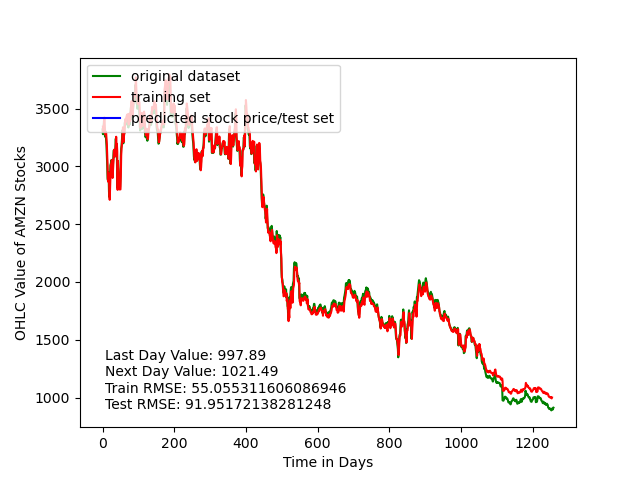 original dataset
training set
predicted stock price/test set
3500
3000
2500
2000
1500
1000
OHLC Value of AMZN Stocks
Last Day Value: 997.89
Next Day Value: 1021.49
Train RMSE: 55.055311606086946
Test RMSE: 91.95172138281248
0 200 400 600 800 1000 1200
Time in Days